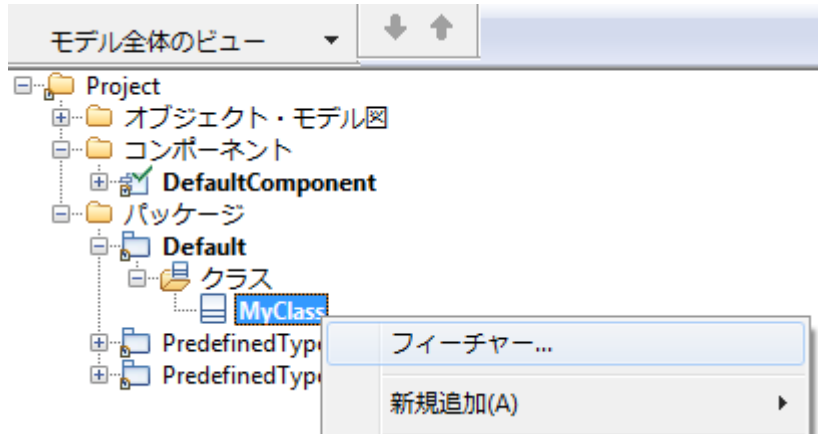 モデル全体のビュー
Project
オブジェクト・モデル図
コンポーネント
DefaultComponent
パッケージ
Default
クラス
MyClass
PredefinedType
フィーチャー...
PredefinedType
新規追加(A)